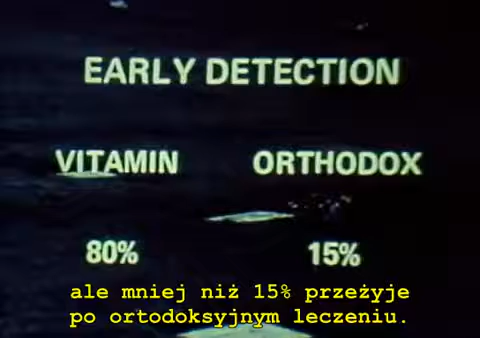 EARLY DETECTION
VITAMIN ORTHODOX
80% 15%
ale mniej niż 15% przeżyje
po ortodoksyjnym leczeniu.